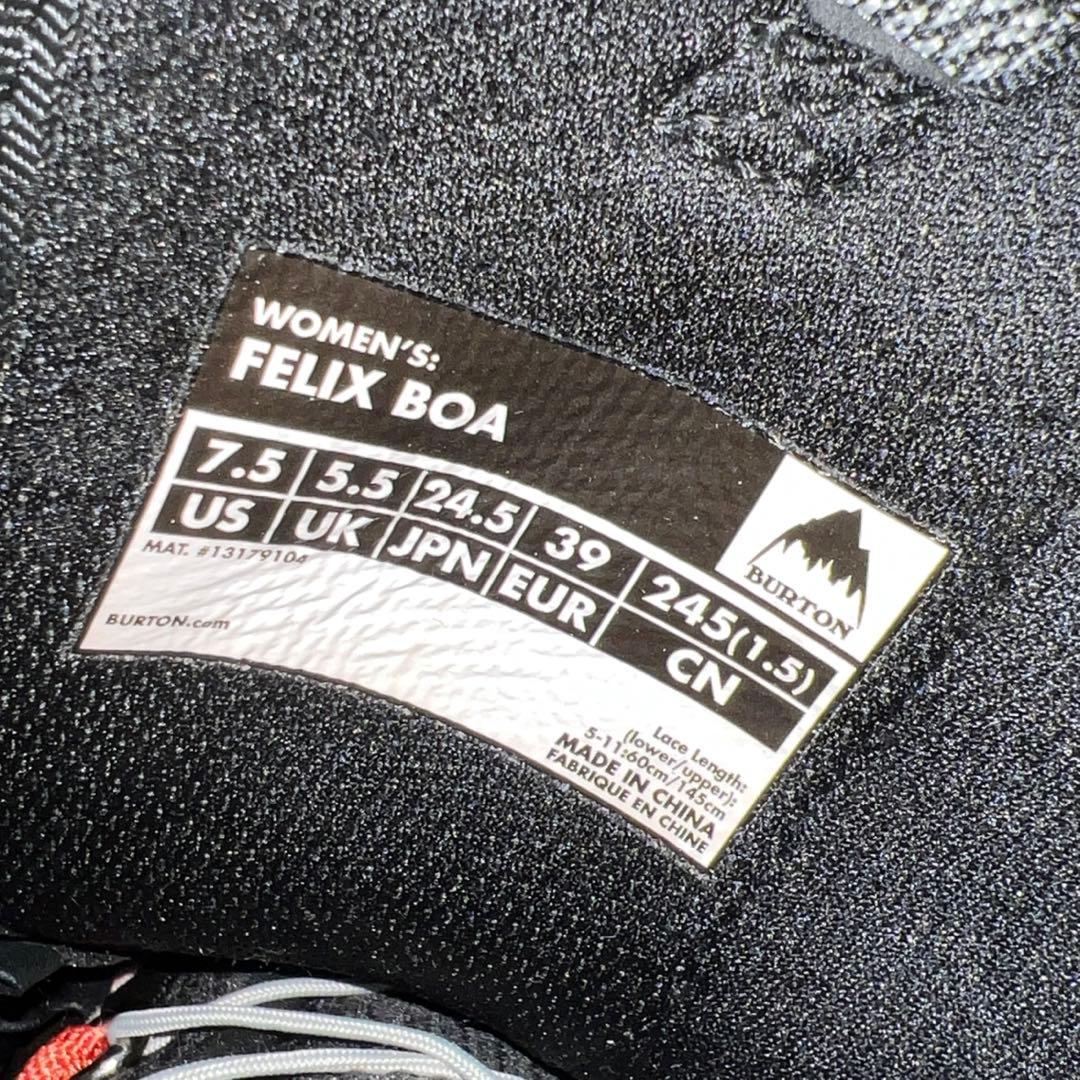 WOMEN'S:
FELIX BOA
7.5 5.5 24.5 39 245(1.5)
US UK JPN EUR CN
MAT. #13179104
BURTON
BURTON.com
Lace Length:
(lower/upper):
5-11:60cm/145cm
MADE IN CHINA
FABRIQUE EN CHINE